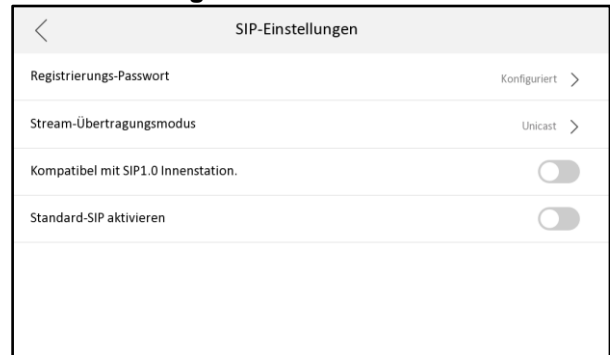 SIP-Einstellungen
Registrierungs-Passwort Konfiguriert
Stream-Übertragungsmodus Unicast
Kompatibel mit SIP1.0 Innenstation.
Standard-SIP aktivieren